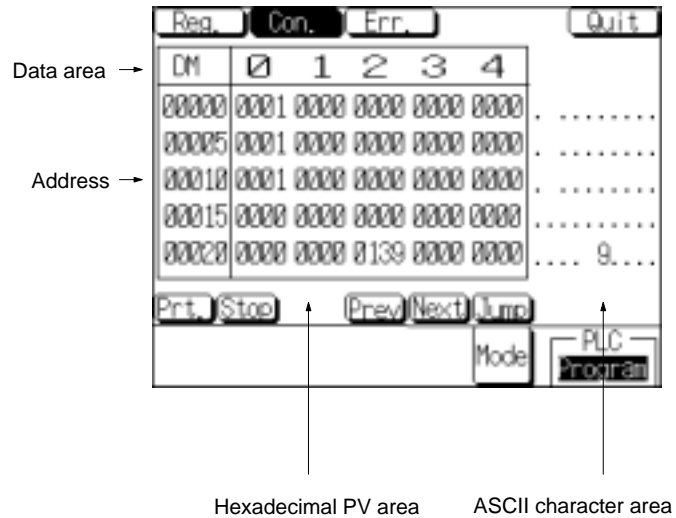 Reg. Con. Err. Quit
Data area DM 0 1 2 3 4
00000 0001 0000 0000 0000 0000 . ........
00005 0001 0000 0000 0000 0000 . ........
Address 00010 0001 0000 0000 0000 0000 . ........
00015 0000 0000 0000 0000 0000 ..........
00020 0000 0000 0139 0000 0000 .... 9....
Prt. Stop Prev Next Jump
Mode PLC
Program
Hexadecimal PV area ASCII character area